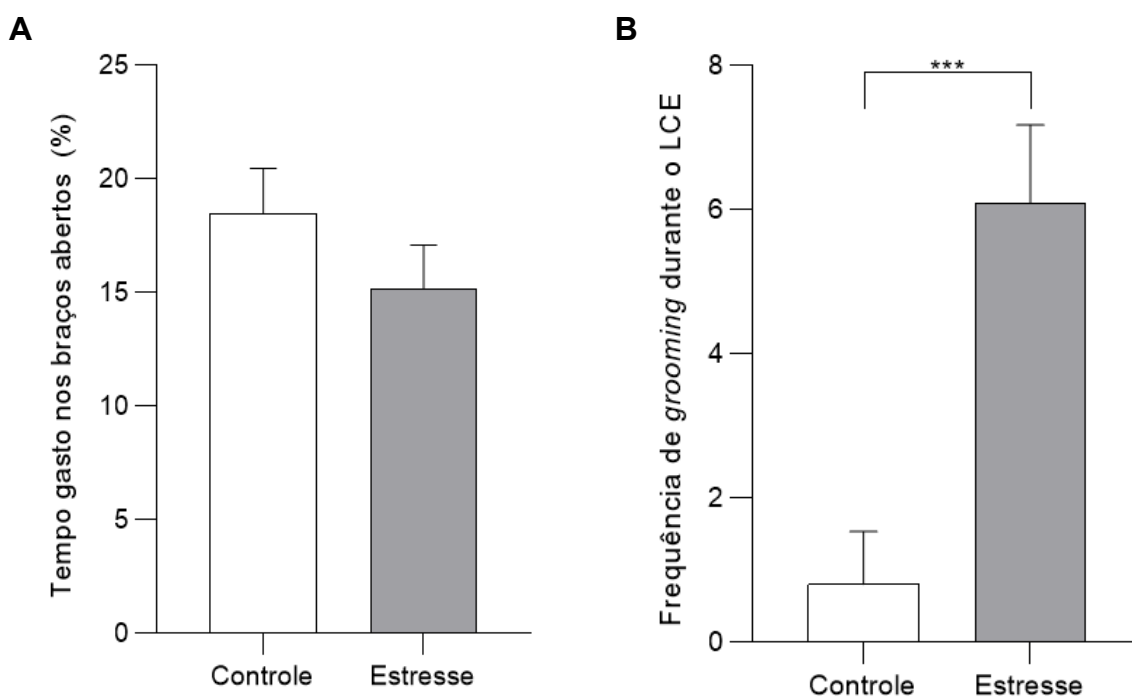 A
Tempo gasto nos braços abertos (%)
25
20
15
10
5
0
Controle
Estresse
B
Frequência de grooming durante o LCE
8
6
4
2
0
***
Controle
Estresse